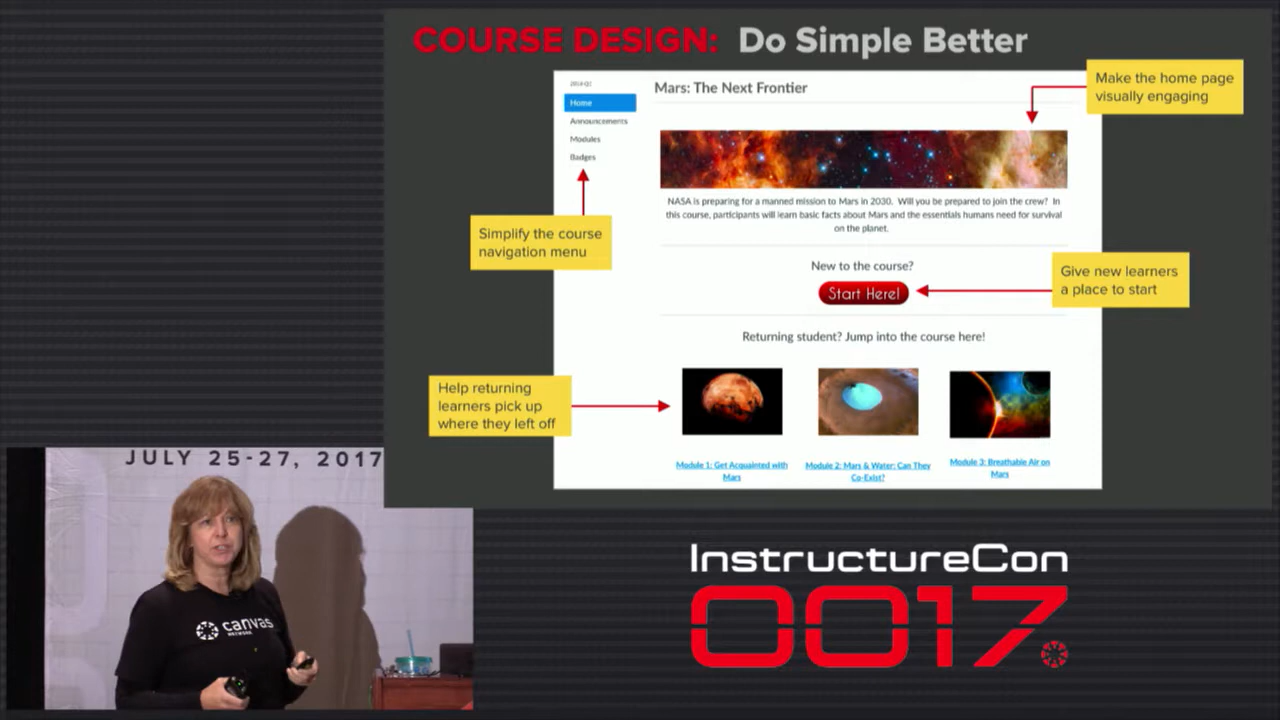 COURSE DESIGN: Do Simple Better
Make the home page
visually engaging
Mars: The Next Frontier
Home
Announcements
Modules
Badges
NASA is preparing for a manned mission to Mars in 2030. Will you be prepared to join the crew? In
this course, participants will learn basic facts about Mars and the essentials humans need for survival
on the planet.
Simplify the course
navigation menu
New to the course?
Start Here!
Give new learners
a place to start
Returning student? Jump into the course here!
Help returning
learners pick up
where they left off
Module 1: Get Acquainted with
Mars
Module 2: Mars & Water: Can They
Co-Exist?
Module 3: Breathable Air on
Mars
JULY 25-27, 2017
canvas
NETWORK
InstructureCon
0017